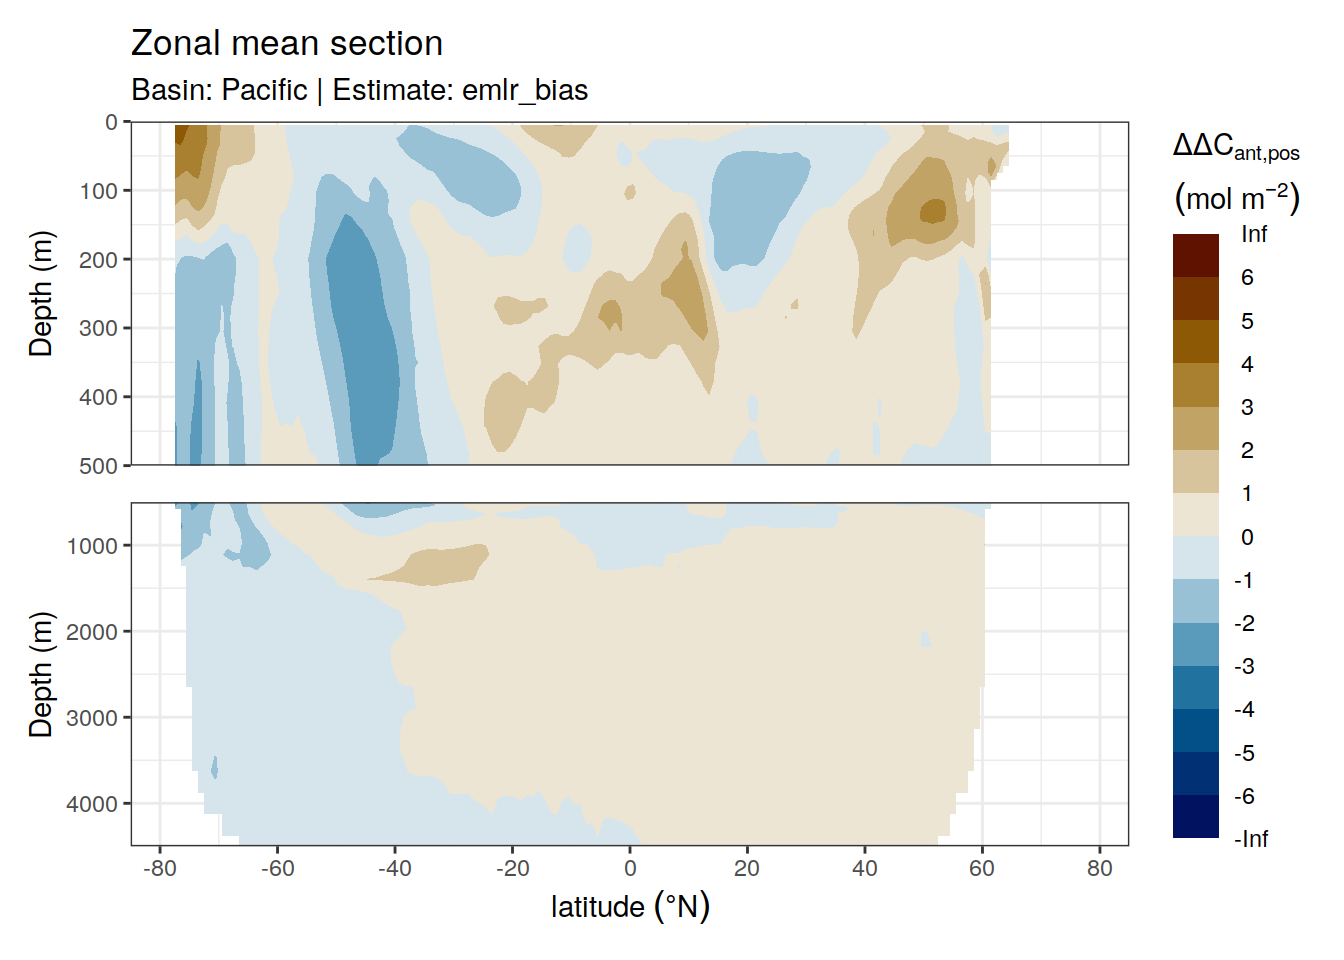 Zonal mean section
Basin: Pacific | Estimate: emlr_bias
0
100
200
300
400
500
Depth (m)
1000
2000
3000
4000
Depth (m)
-80 -60 -40 -20 0 20 40 60 80
latitude (°N)
ΔΔCant,pos
(mol m−2)
Inf
6
5
4
3
2
1
0
-1
-2
-3
-4
-5
-6
-Inf